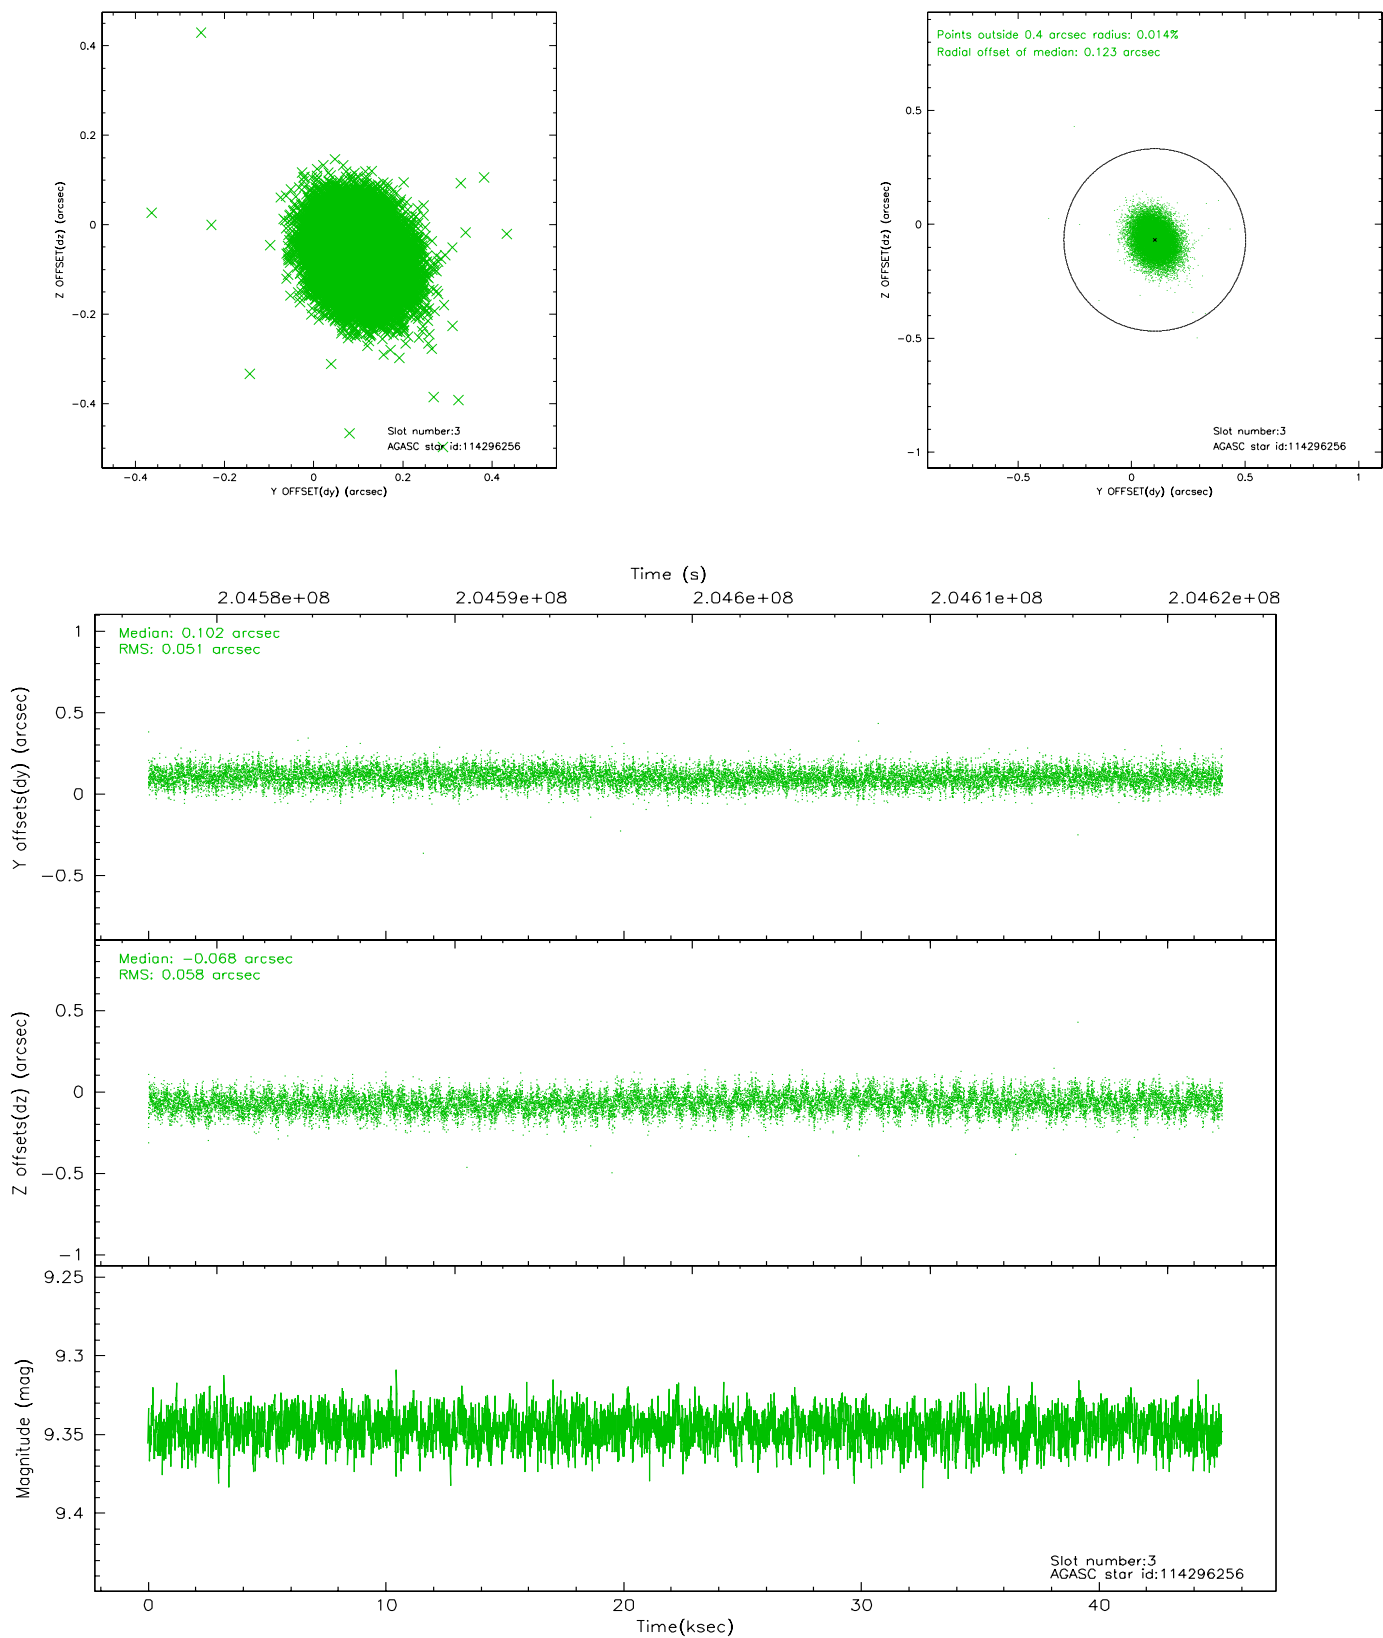 0.4
0.2
0
-0.2
-0.4
Z OFFSET(dz) (arcsec)
-0.4
-0.2
0
0.2
0.4
Y OFFSET(dy) (arcsec)
Slot number:3
AGASC star id:114296256
Points outside 0.4 arcsec radius: 0.014%
Radial offset of median: 0.123 arcsec
0.5
0
-0.5
-1
Z OFFSET(dz) (arcsec)
-0.5
0
0.5
1
Y OFFSET(dy) (arcsec)
Slot number:3
AGASC star id:114296256
Time (s)
2.0458e+08
2.0459e+08
2.046e+08
2.0461e+08
2.0462e+08
Median: 0.102 arcsec
RMS: 0.051 arcsec
1
0.5
0
-0.5
Y offsets(dy) (arcsec)
Median: -0.068 arcsec
RMS: 0.058 arcsec
0.5
0
-0.5
-1
Z offsets(dz) (arcsec)
9.25
9.3
9.35
9.4
Magnitude (mag)
Slot number:3
AGASC star id:114296256
0
10
20
30
40
Time(ksec)